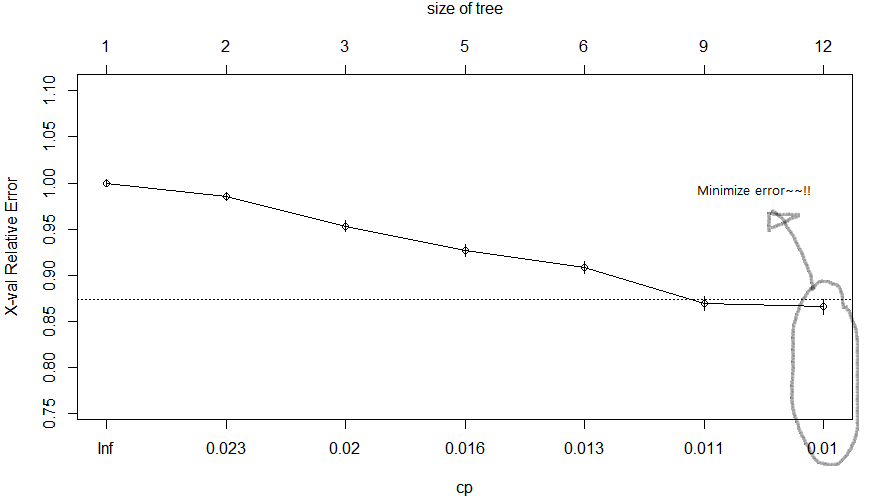 size of tree
1 2 3 5 6 9 12
1.10
1.05
1.00
0.95
0.90
0.85
0.80
0.75
X-val Relative Error
Minimize error~~!!
Inf 0.023 0.02 0.016 0.013 0.011 0.01
cp